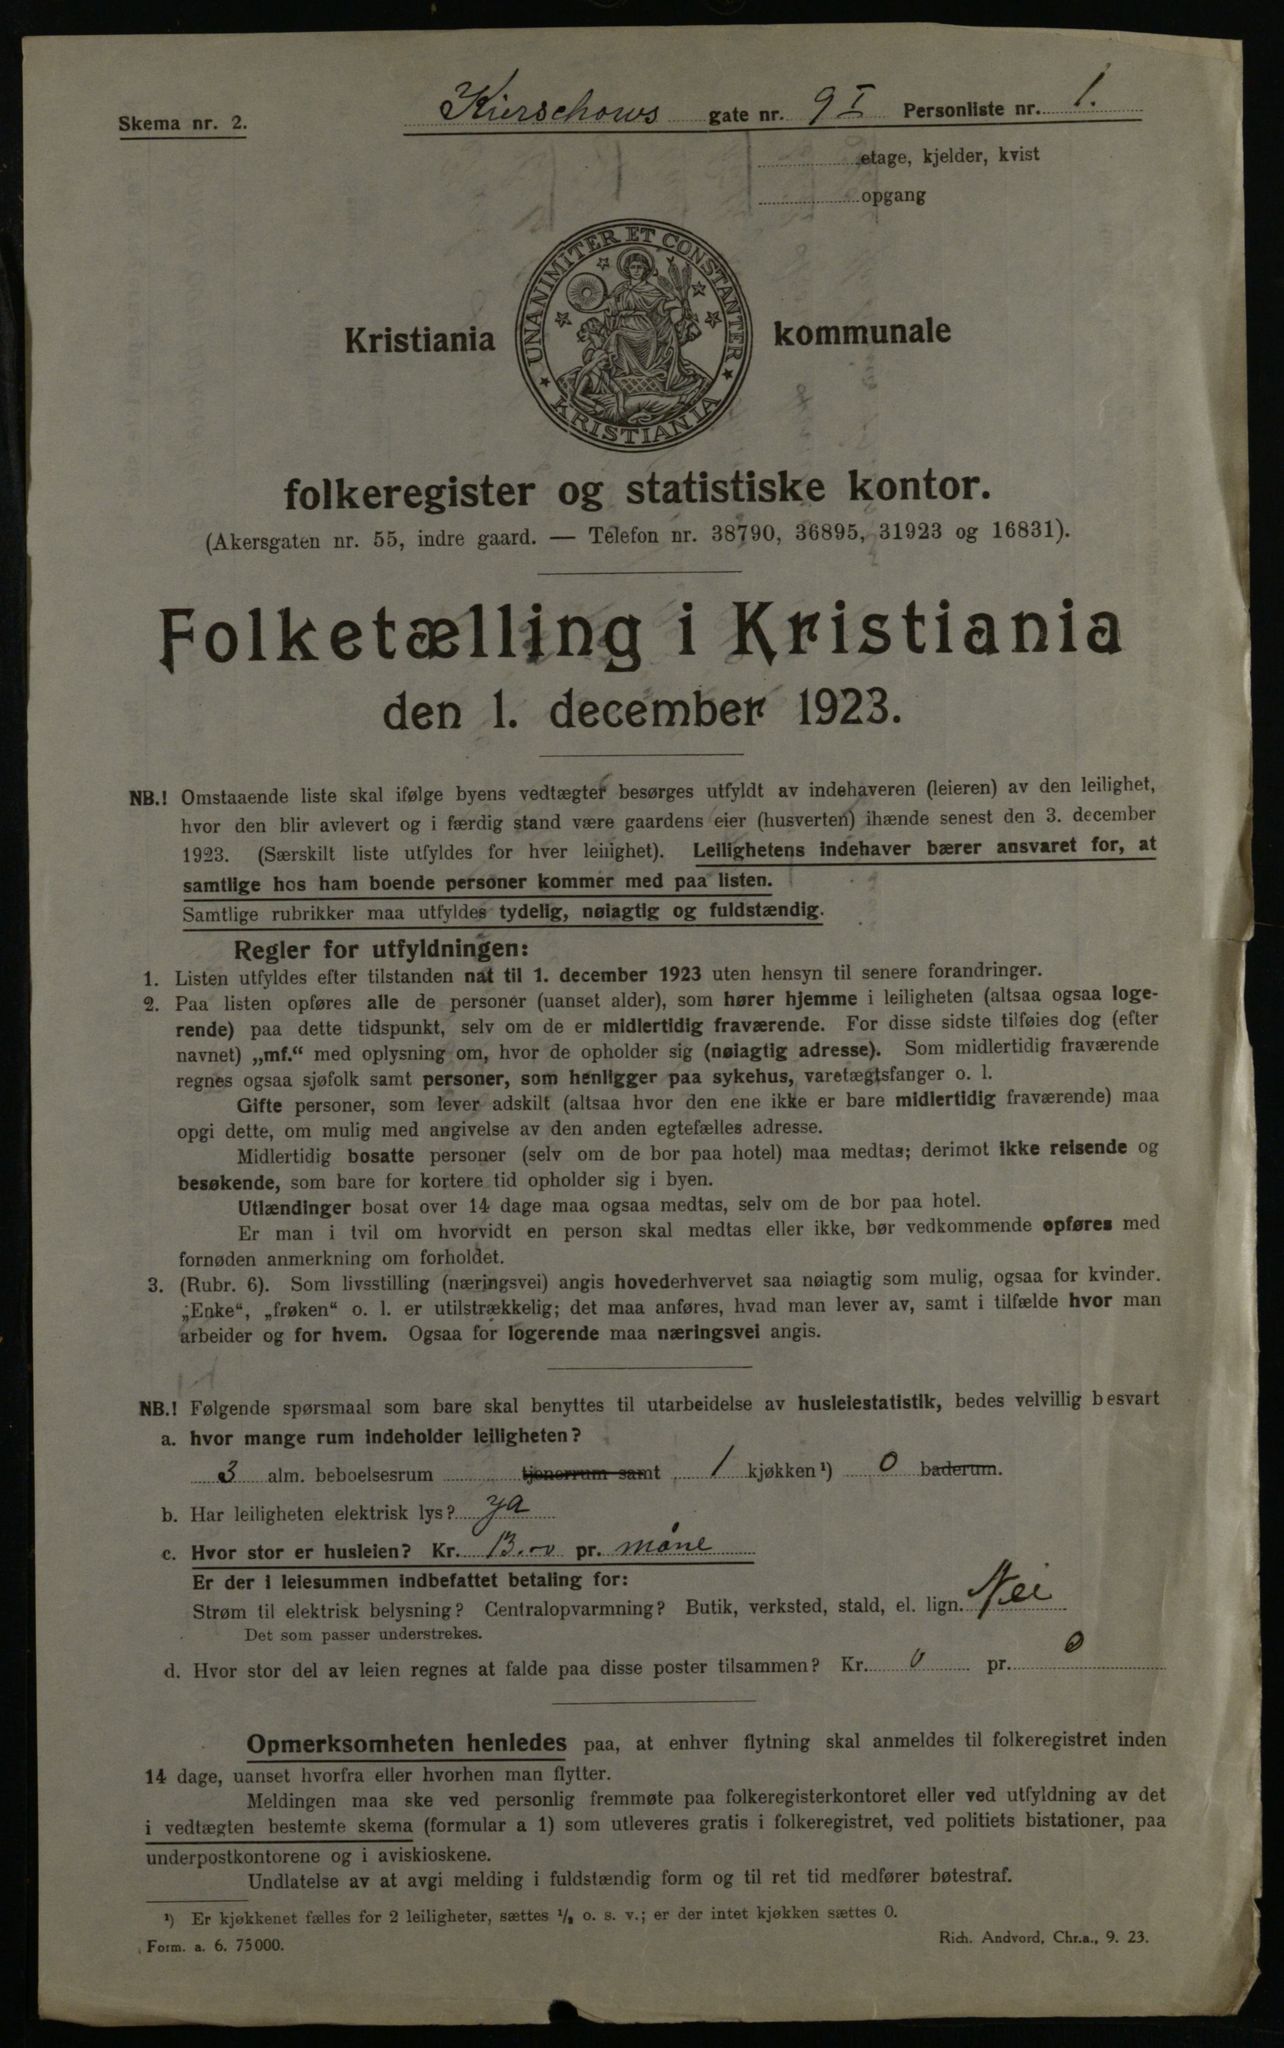 Skema nr. 2.
Kierschows gate nr. 9 I Personliste nr. 1.
etage, kjelder, kvist
opgang
UNANIMITER ET CONSTANTER
KRISTIANIA
Kristiania kommunale
folkeregister og statistiske kontor.
(Akersgaten nr. 55, indre gaard. — Telefon nr. 38790, 36895, 31923 og 16831).
Folketælling i Kristiania
den 1. december 1923.
NB.! Omstaaende liste skal ifølge byens vedtægter besørges utfyldt av indehaveren (leieren) av den leilighet,
hvor den blir avlevert og i færdig stand være gaardens eier (husverten) ihænde senest den 3. december
1923. (Særskilt liste utfyldes for hver leilighet). Leilighetens indehaver bærer ansvaret for, at
samtlige hos ham boende personer kommer med paa listen.
Samtlige rubrikker maa utfyldes tydelig, nøiagtig og fuldstændig.
Regler for utfyldningen:
1. Listen utfyldes efter tilstanden nat til 1. december 1923 uten hensyn til senere forandringer.
2. Paa listen opføres alle de personer (uanset alder), som hører hjemme i leiligheten (altsaa ogsaa loge-
rende) paa dette tidspunkt, selv om de er midlertidig fraværende. For disse sidste tilføies dog (efter
navnet) „mf.“ med oplysning om, hvor de opholder sig (nøiagtig adresse). Som midlertidig fraværende
regnes ogsaa sjøfolk samt personer, som henligger paa sykehus, varetægtsfanger o. l.
Gifte personer, som lever adskilt (altsaa hvor den ene ikke er bare midlertidig fraværende) maa
opgi dette, om mulig med angivelse av den anden egtefælles adresse.
Midlertidig bosatte personer (selv om de bor paa hotel) maa medtas; derimot ikke reisende og
besøkende, som bare for kortere tid opholder sig i byen.
Utlændinger bosat over 14 dage maa ogsaa medtas, selv om de bor paa hotel.
Er man i tvil om hvorvidt en person skal medtas eller ikke, bør vedkommende opføres med
fornøden anmerkning om forholdet.
3. (Rubr. 6). Som livsstilling (næringsvei) angis hovederhvervet saa nøiagtig som mulig, ogsaa for kvinder.
„Enke“, „frøken“ o. l. er utilstrækkelig; det maa anføres, hvad man lever av, samt i tilfælde hvor man
arbeider og for hvem. Ogsaa for logerende maa næringsvei angis.
NB.! Følgende spørsmaal som bare skal benyttes til utarbeidelse av husleiestatistik, bedes velvillig besvart
a. hvor mange rum indeholder leiligheten?
3 alm. beboelsesrum tjenerrum samt 1 kjøkken¹) 0 baderum.
b. Har leiligheten elektrisk lys? ja
c. Hvor stor er husleien? Kr. 13.00 pr. måne
Er der i leiesummen indbefattet betaling for:
Strøm til elektrisk belysning? Centralopvarmning? Butik, verksted, stald, el. lign. Nei
Det som passer understrekes.
d. Hvor stor del av leien regnes at falde paa disse poster tilsammen? Kr. 0 pr. 0
Opmerksomheten henledes paa, at enhver flytning skal anmeldes til folkeregistret inden
14 dage, uanset hvorfra eller hvorhen man flytter.
Meldingen maa ske ved personlig fremmøte paa folkeregisterkontoret eller ved utfyldning av det
i vedtægten bestemte skema (formular a 1) som utleveres gratis i folkeregistret, ved politiets bistationer, paa
underpostkontorene og i aviskioskene.
Undlatelse av at avgi melding i fuldstændig form og til ret tid medfører bøtestraf.
¹) Er kjøkkenet fælles for 2 leiligheter, sættes ½ o. s. v.; er der intet kjøkken sættes 0.
Form. a. 6. 75000.
Rich. Andvord, Chr.a., 9. 23.